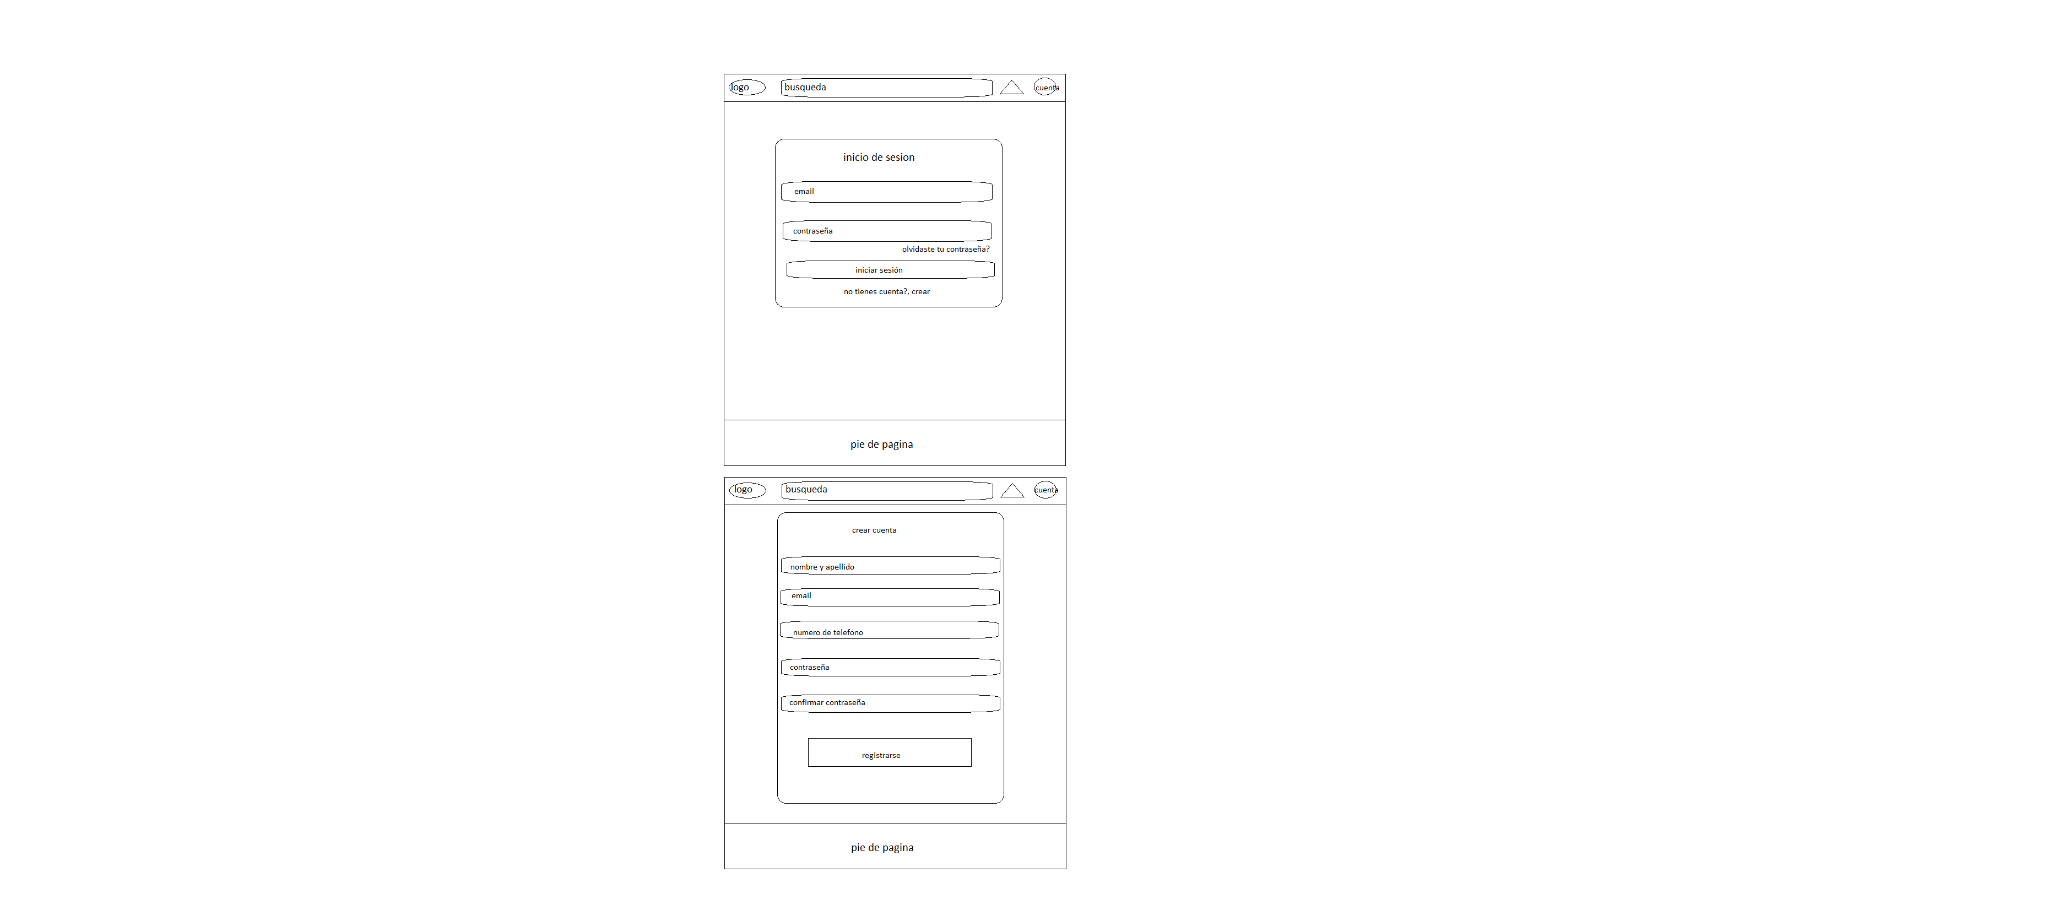 logo
busqueda
cuenta
inicio de sesion
email
contraseña
olvidaste tu contraseña?
iniciar sesión
no tienes cuenta?, crear
pie de pagina
logo
busqueda
cuenta
crear cuenta
nombre y apellido
email
numero de telefono
contraseña
confirmar contraseña
registrarse
pie de pagina